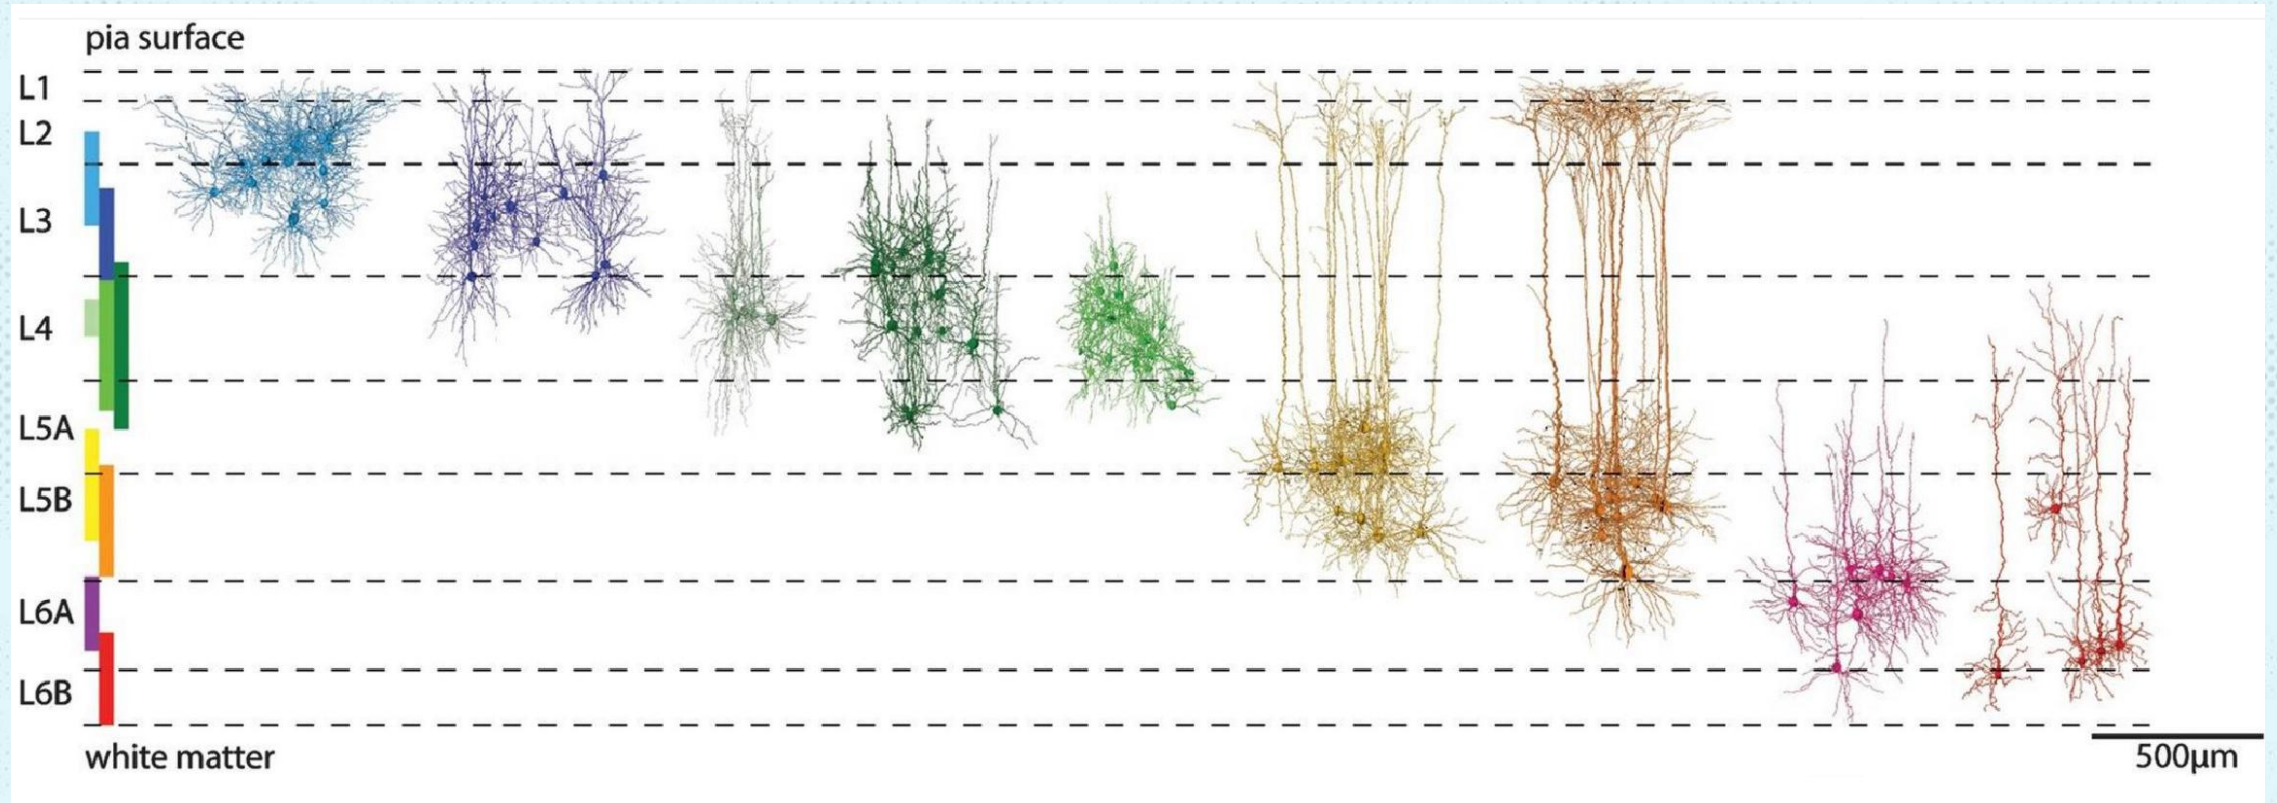 pia surface
L1
L2
L3
L4
L5A
L5B
L6A
L6B
white matter
500μm